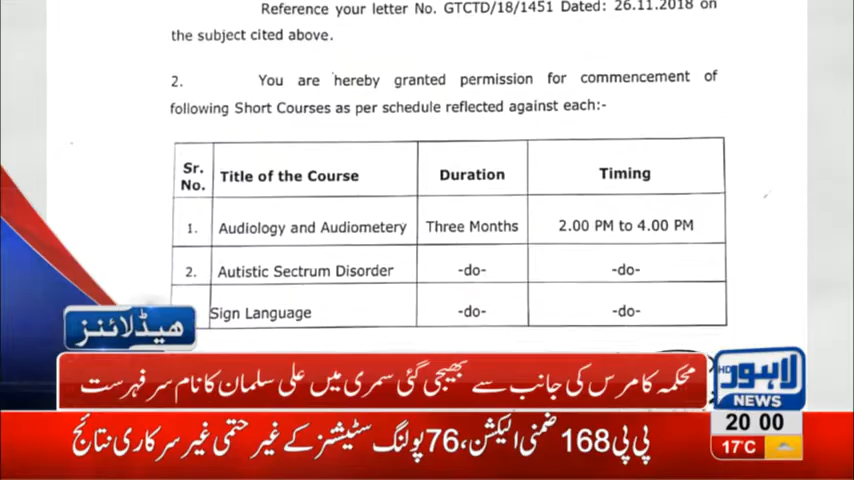 Reference your letter No. GTCTD/18/1451 Dated: 26.11.2018 on
the subject cited above.
2. You are hereby granted permission for commencement of
following Short Courses as per schedule reflected against each:-
Sr. No. Title of the Course Duration Timing
1. Audiology and Audiometery Three Months 2.00 PM to 4.00 PM
2. Autistic Sectrum Disorder -do- -do-
Sign Language -do- -do-
ہیڈلائنز
محکمہ کامرس کی جانب سے بھیجی گئی سمری میں علی سلمان کا نام سرفہرست
لاہور HD
NEWS
20 00
17°C
پی پی 168 ضمنی الیکشن، 76 پولنگ سٹیشنز کے غیر حتمی غیر سرکاری نتائج